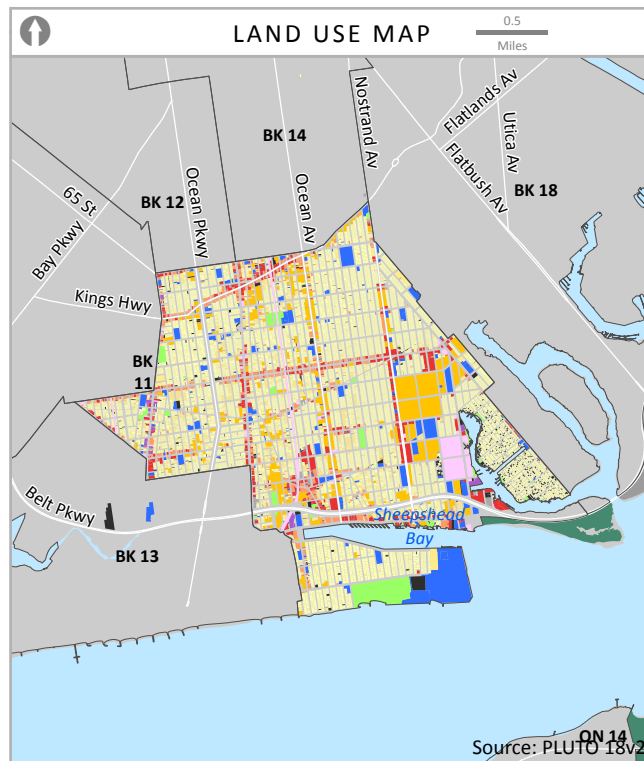 LAND USE MAP
0.5
Miles
Flatlands Av
Nostrand Av
Utica Av
BK 14
Flatbush Av
BK 18
65 St
BK 12
Ocean Pkwy
Ocean Av
Bay Pkwy
Kings Hwy
BK
11
Belt Pkwy
Sheepshead
Bay
BK 13
QN 14
Source: PLUTO 18v2